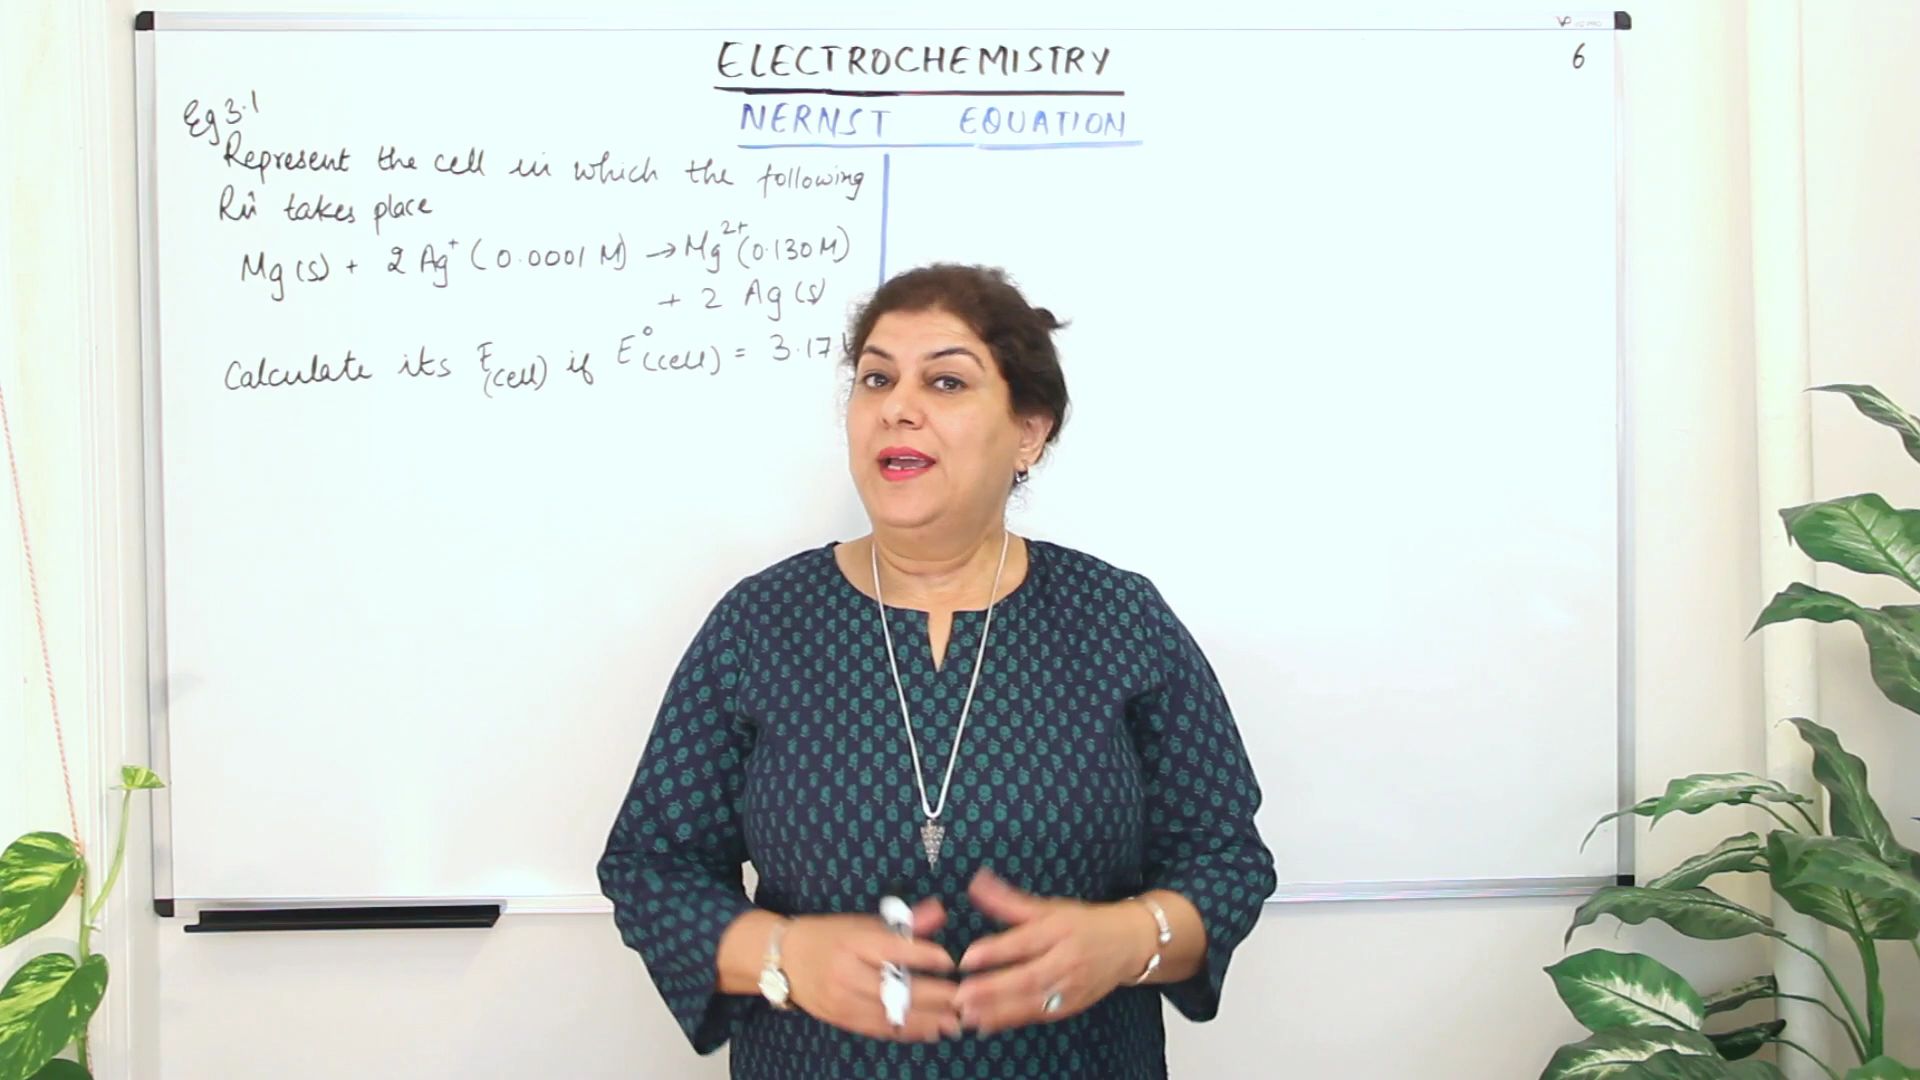 ELECTROCHEMISTRY
6
NERNST EQUATION
Eg 3.1
Represent the cell in which the following
takes place
Mg(s) + 2 Ag⁺ (0.0001 M) → Mg²⁺ (0.130 M)
+ 2 Ag (s)
Calculate its E(cell) if E°(cell) = 3.17